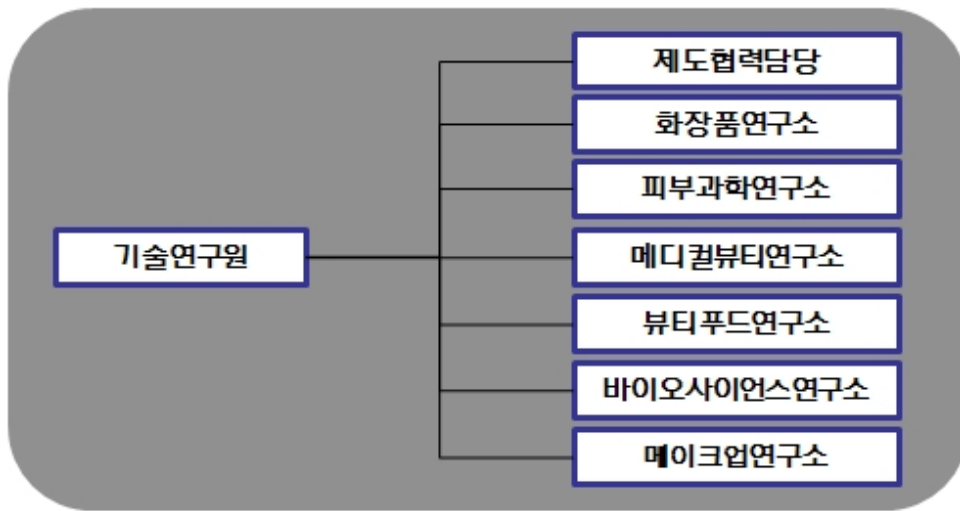 제도협력담당
화장품연구소
피부과학연구소
기술연구원
메디컬뷰티연구소
뷰티푸드연구소
바이오사이언스연구소
메이크업연구소